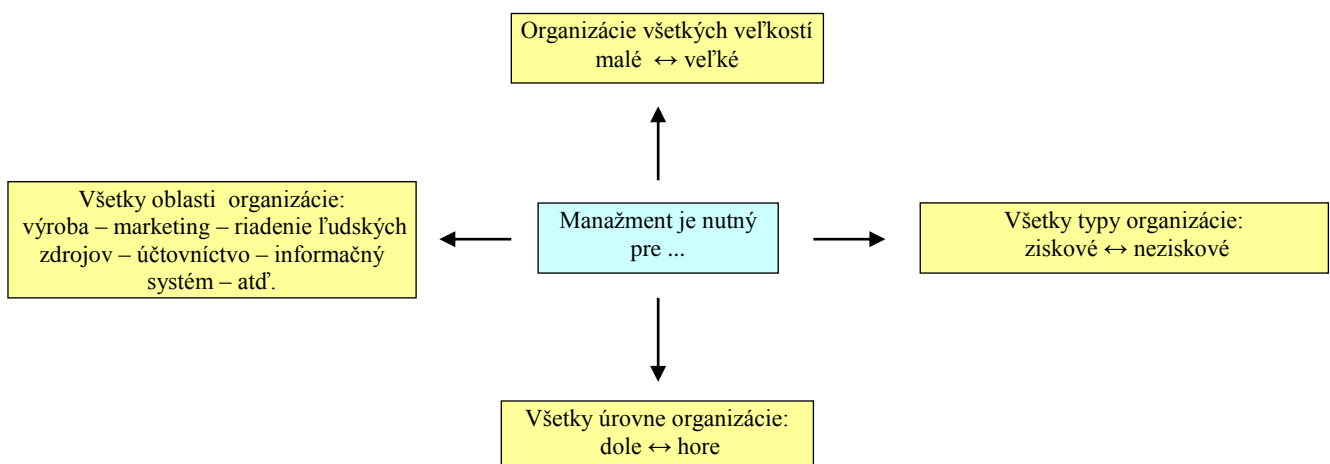 Organizácie všetkých veľkostí
malé ↔ veľké
Všetky oblasti organizácie:
výroba – marketing – riadenie ľudských
zdrojov – účtovníctvo – informačný
systém – atď.
Manažment je nutný
pre ...
Všetky typy organizácie:
ziskové ↔ neziskové
Všetky úrovne organizácie:
dole ↔ hore